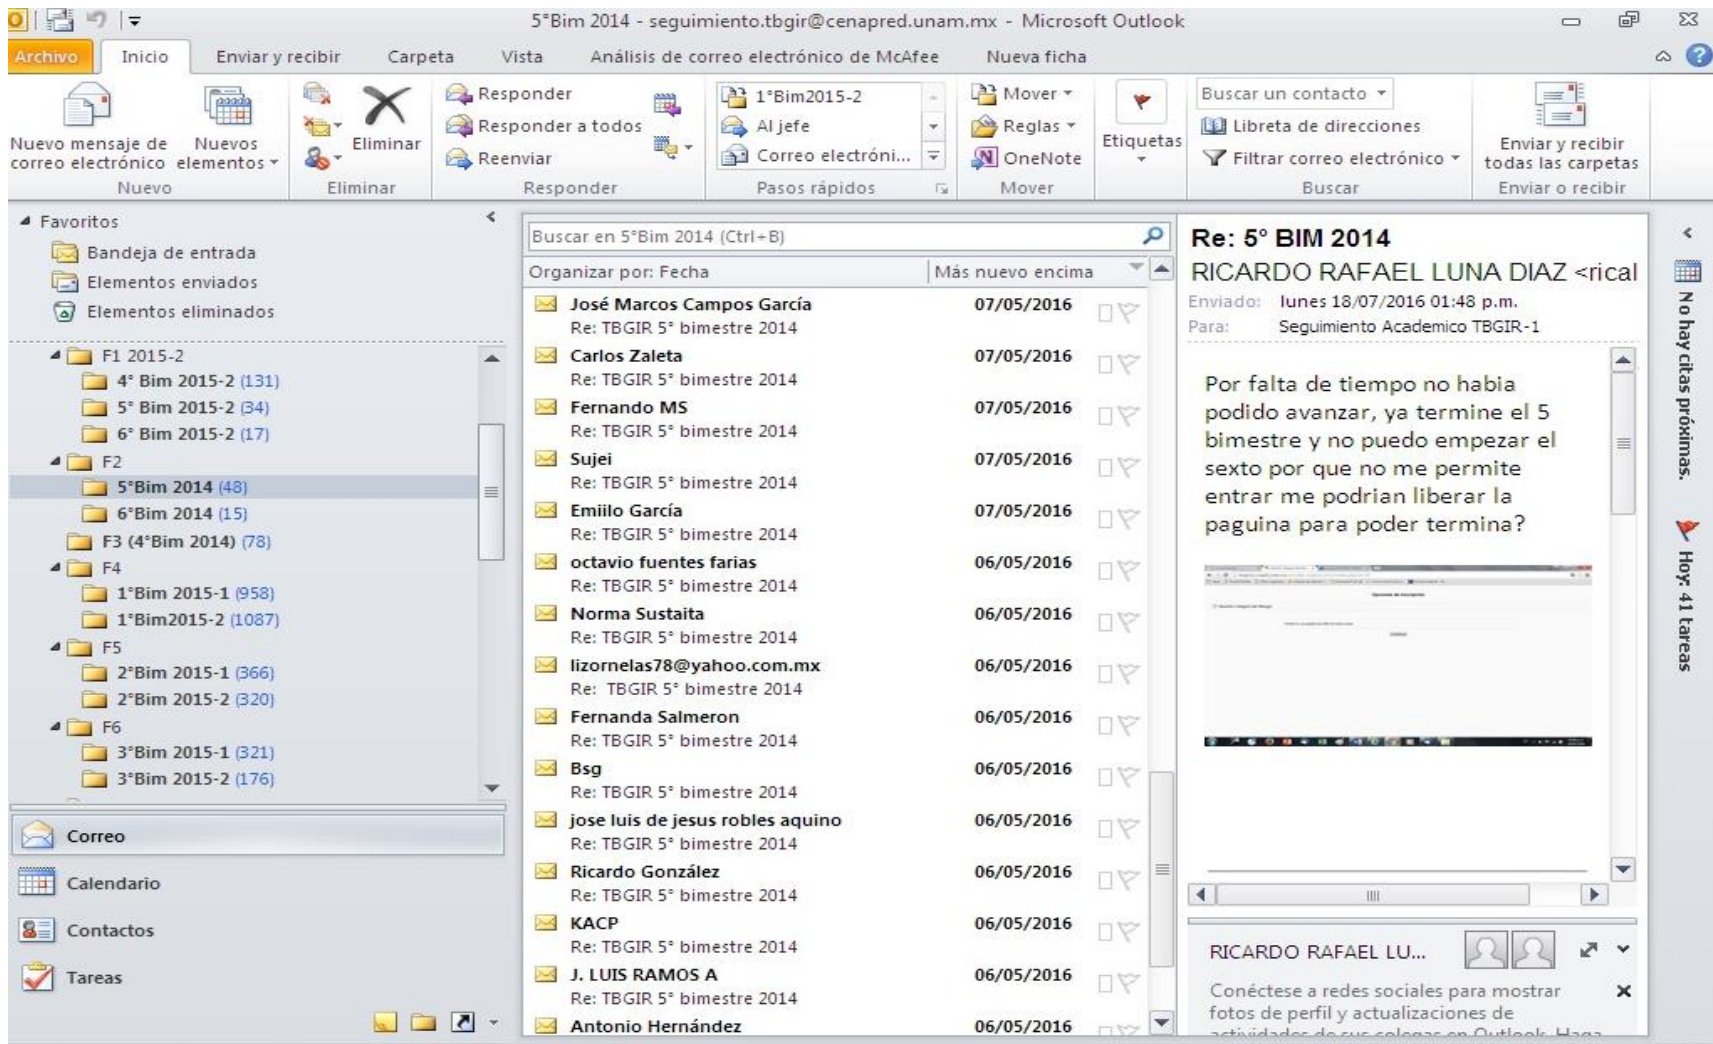 5°Bim 2014 - seguimiento.tbgir@cenapred.unam.mx - Microsoft Outlook
Archivo Inicio Enviar y recibir Carpeta Vista Análisis de correo electrónico de McAfee Nueva ficha
Nuevo mensaje de correo electrónico
Nuevos elementos
Nuevo
Eliminar
Eliminar
Responder
Responder a todos
Reenviar
Responder
1°Bim2015-2
Al jefe
Correo electróni...
Pasos rápidos
Mover
Reglas
OneNote
Mover
Etiquetas
Buscar un contacto
Libreta de direcciones
Filtrar correo electrónico
Buscar
Enviar y recibir
todas las carpetas
Enviar o recibir
Favoritos
Bandeja de entrada
Elementos enviados
Elementos eliminados
F1 2015-2
4° Bim 2015-2 (131)
5° Bim 2015-2 (34)
6° Bim 2015-2 (17)
F2
5°Bim 2014 (48)
6°Bim 2014 (15)
F3 (4°Bim 2014) (78)
F4
1°Bim 2015-1 (958)
1°Bim2015-2 (1087)
F5
2°Bim 2015-1 (366)
2°Bim 2015-2 (320)
F6
3°Bim 2015-1 (321)
3°Bim 2015-2 (176)
Correo
Calendario
Contactos
Tareas
Buscar en 5°Bim 2014 (Ctrl+B)
Organizar por: Fecha Más nuevo encima
José Marcos Campos García 07/05/2016
Re: TBGIR 5° bimestre 2014
Carlos Zaleta 07/05/2016
Re: TBGIR 5° bimestre 2014
Fernando MS 07/05/2016
Re: TBGIR 5° bimestre 2014
Sujei 07/05/2016
Re: TBGIR 5° bimestre 2014
Emiilo García 07/05/2016
Re: TBGIR 5° bimestre 2014
octavio fuentes farias 06/05/2016
Re: TBGIR 5° bimestre 2014
Norma Sustaita 06/05/2016
Re: TBGIR 5° bimestre 2014
lizornelas78@yahoo.com.mx 06/05/2016
Re: TBGIR 5° bimestre 2014
Fernanda Salmeron 06/05/2016
Re: TBGIR 5° bimestre 2014
Bsg 06/05/2016
Re: TBGIR 5° bimestre 2014
jose luis de jesus robles aquino 06/05/2016
Re: TBGIR 5° bimestre 2014
Ricardo González 06/05/2016
Re: TBGIR 5° bimestre 2014
KACP 06/05/2016
Re: TBGIR 5° bimestre 2014
J. LUIS RAMOS A 06/05/2016
Re: TBGIR 5° bimestre 2014
Antonio Hernández 06/05/2016
Re: 5° BIM 2014
RICARDO RAFAEL LUNA DIAZ <rical
Enviado: lunes 18/07/2016 01:48 p.m.
Para: Seguimiento Academico TBGIR-1
Por falta de tiempo no habia
podido avanzar, ya termine el 5
bimestre y no puedo empezar el
sexto por que no me permite
entrar me podrian liberar la
paguina para poder termina?
RICARDO RAFAEL LU...
Conéctese a redes sociales para mostrar
fotos de perfil y actualizaciones de
actividades de sus colegas en Outlook. Haga
No hay citas próximas.
Hoy: 41 tareas